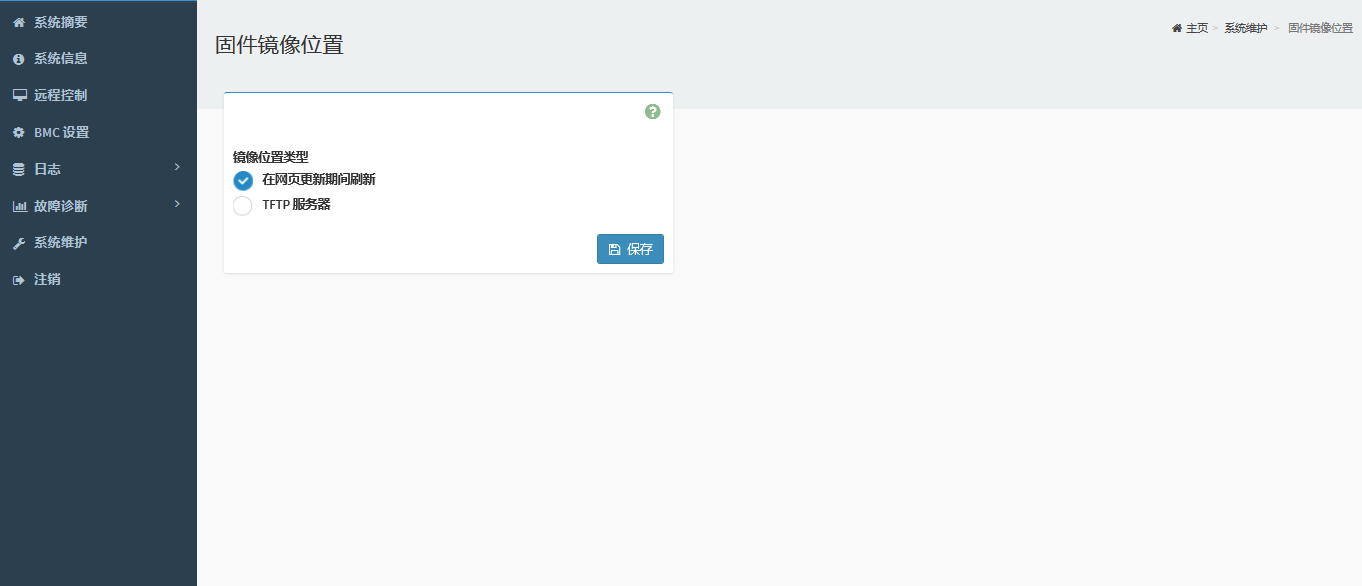 系统摘要
系统信息
远程控制
BMC 设置
日志
故障诊断
系统维护
注销
固件镜像位置
主页 > 系统维护 > 固件镜像位置
镜像位置类型
在网页更新期间刷新
TFTP 服务器
保存